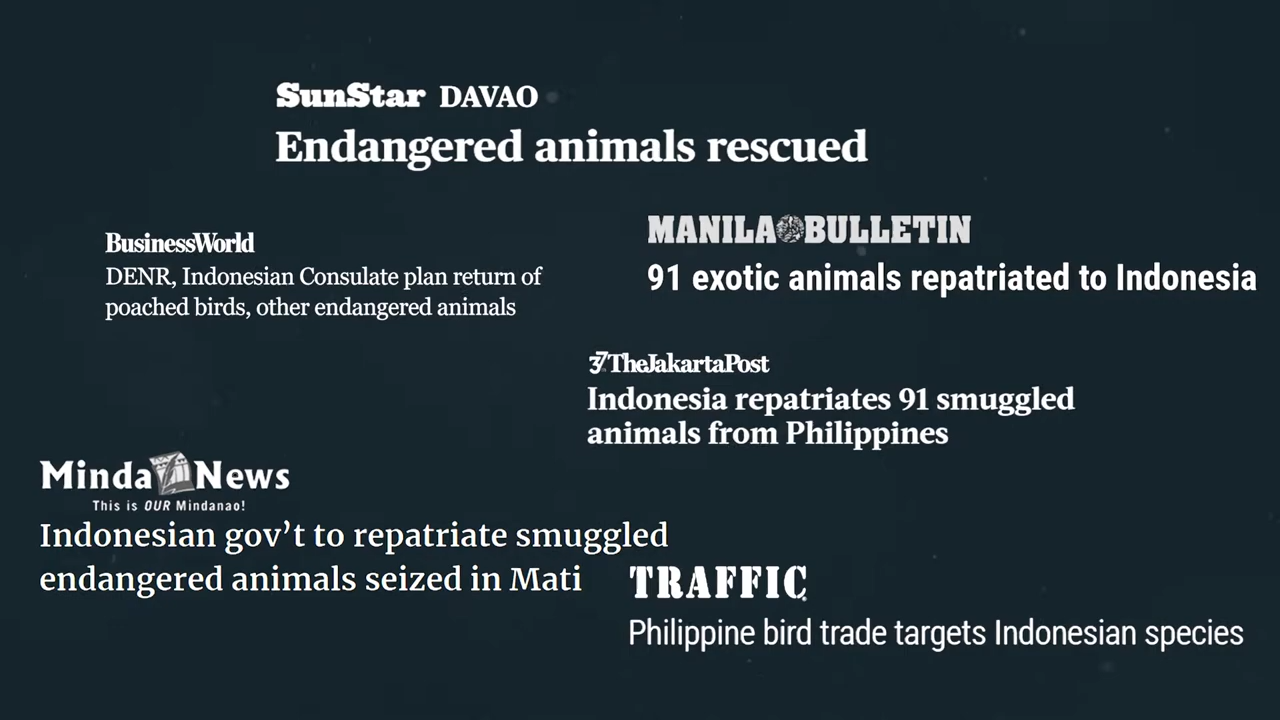 SunStar DAVAO
Endangered animals rescued
BusinessWorld
DENR, Indonesian Consulate plan return of
poached birds, other endangered animals
MANILA BULLETIN
91 exotic animals repatriated to Indonesia
37 TheJakartaPost
Indonesia repatriates 91 smuggled
animals from Philippines
MindaNews
This is OUR Mindanao!
Indonesian gov’t to repatriate smuggled
endangered animals seized in Mati
TRAFFIC
Philippine bird trade targets Indonesian species